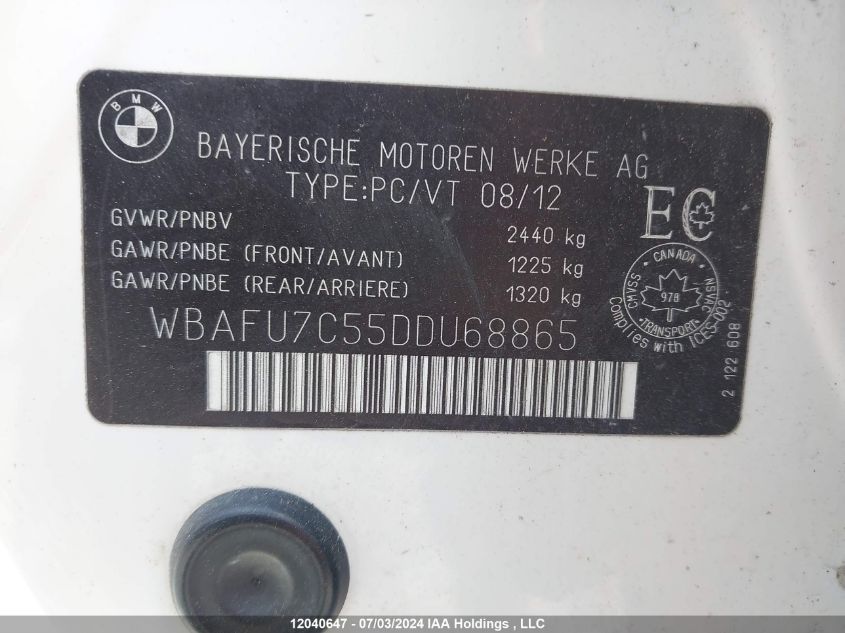 BMW
BAYERISCHE MOTOREN WERKE AG
TYPE:PC/VT 08/12
GVWR/PNBV 2440 kg
GAWR/PNBE (FRONT/AVANT) 1225 kg
GAWR/PNBE (REAR/ARRIERE) 1320 kg
WBAFU7C55DDU68865
EC
CANADA
CMVSS 978 NSVAC
TRANSPORT
Complies with ICES-002
2 122 608
12040647 - 07/03/2024 IAA Holdings , LLC